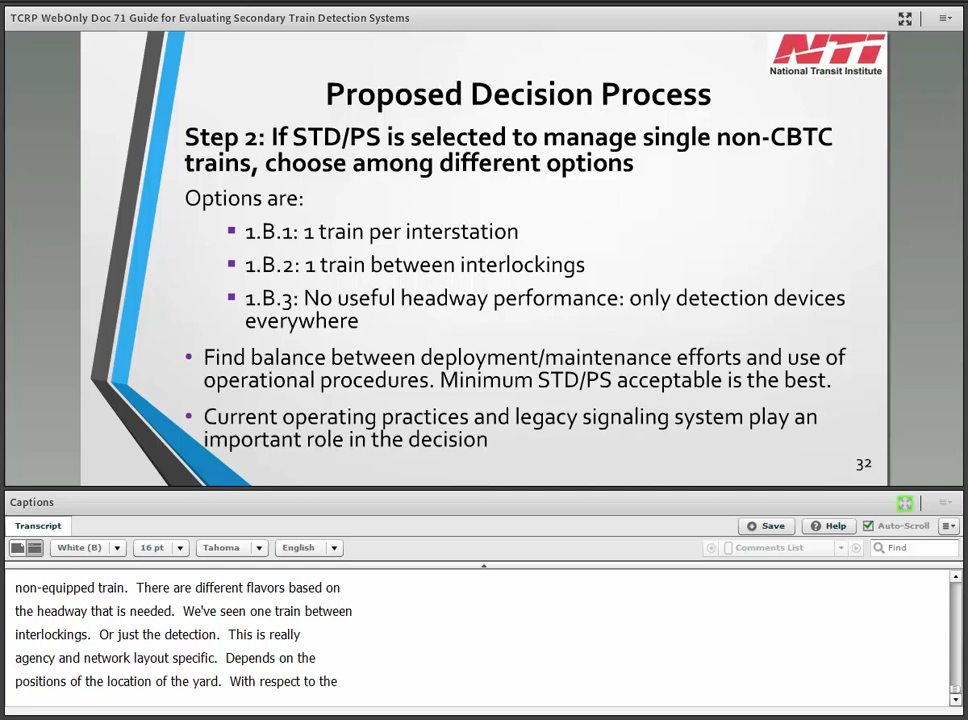 TCRP WebOnly Doc 71 Guide for Evaluating Secondary Train Detection Systems
NTI
National Transit Institute
Proposed Decision Process
Step 2: If STD/PS is selected to manage single non-CBTC
trains, choose among different options
Options are:
1.B.1: 1 train per interstation
1.B.2: 1 train between interlockings
1.B.3: No useful headway performance: only detection devices
everywhere
Find balance between deployment/maintenance efforts and use of
operational procedures. Minimum STD/PS acceptable is the best.
Current operating practices and legacy signaling system play an
important role in the decision
32
Captions
Transcript
Save
Help
Auto-Scroll
White (B)
16 pt
Tahoma
English
Comments List
Find
non-equipped train. There are different flavors based on
the headway that is needed. We've seen one train between
interlockings. Or just the detection. This is really
agency and network layout specific. Depends on the
positions of the location of the yard. With respect to the